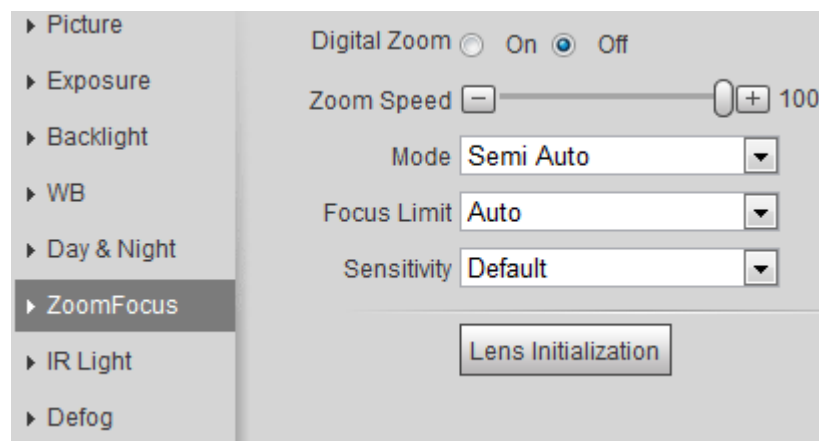 Picture
Exposure
Backlight
WB
Day & Night
ZoomFocus
IR Light
Defog
Digital Zoom On Off
Zoom Speed - + 100
Mode Semi Auto
Focus Limit Auto
Sensitivity Default
Lens Initialization